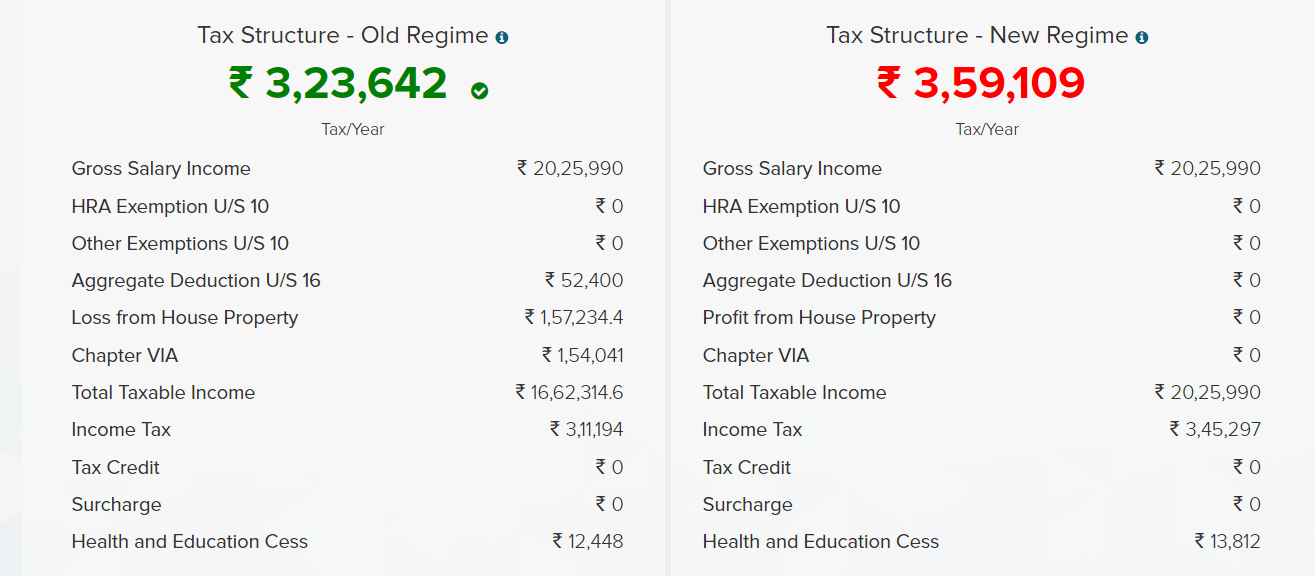 Tax Structure - Old Regime
₹ 3,23,642
Tax/Year
Gross Salary Income ₹ 20,25,990
HRA Exemption U/S 10 ₹ 0
Other Exemptions U/S 10 ₹ 0
Aggregate Deduction U/S 16 ₹ 52,400
Loss from House Property ₹ 1,57,234.4
Chapter VIA ₹ 1,54,041
Total Taxable Income ₹ 16,62,314.6
Income Tax ₹ 3,11,194
Tax Credit ₹ 0
Surcharge ₹ 0
Health and Education Cess ₹ 12,448
Tax Structure - New Regime
₹ 3,59,109
Tax/Year
Gross Salary Income ₹ 20,25,990
HRA Exemption U/S 10 ₹ 0
Other Exemptions U/S 10 ₹ 0
Aggregate Deduction U/S 16 ₹ 0
Profit from House Property ₹ 0
Chapter VIA ₹ 0
Total Taxable Income ₹ 20,25,990
Income Tax ₹ 3,45,297
Tax Credit ₹ 0
Surcharge ₹ 0
Health and Education Cess ₹ 13,812